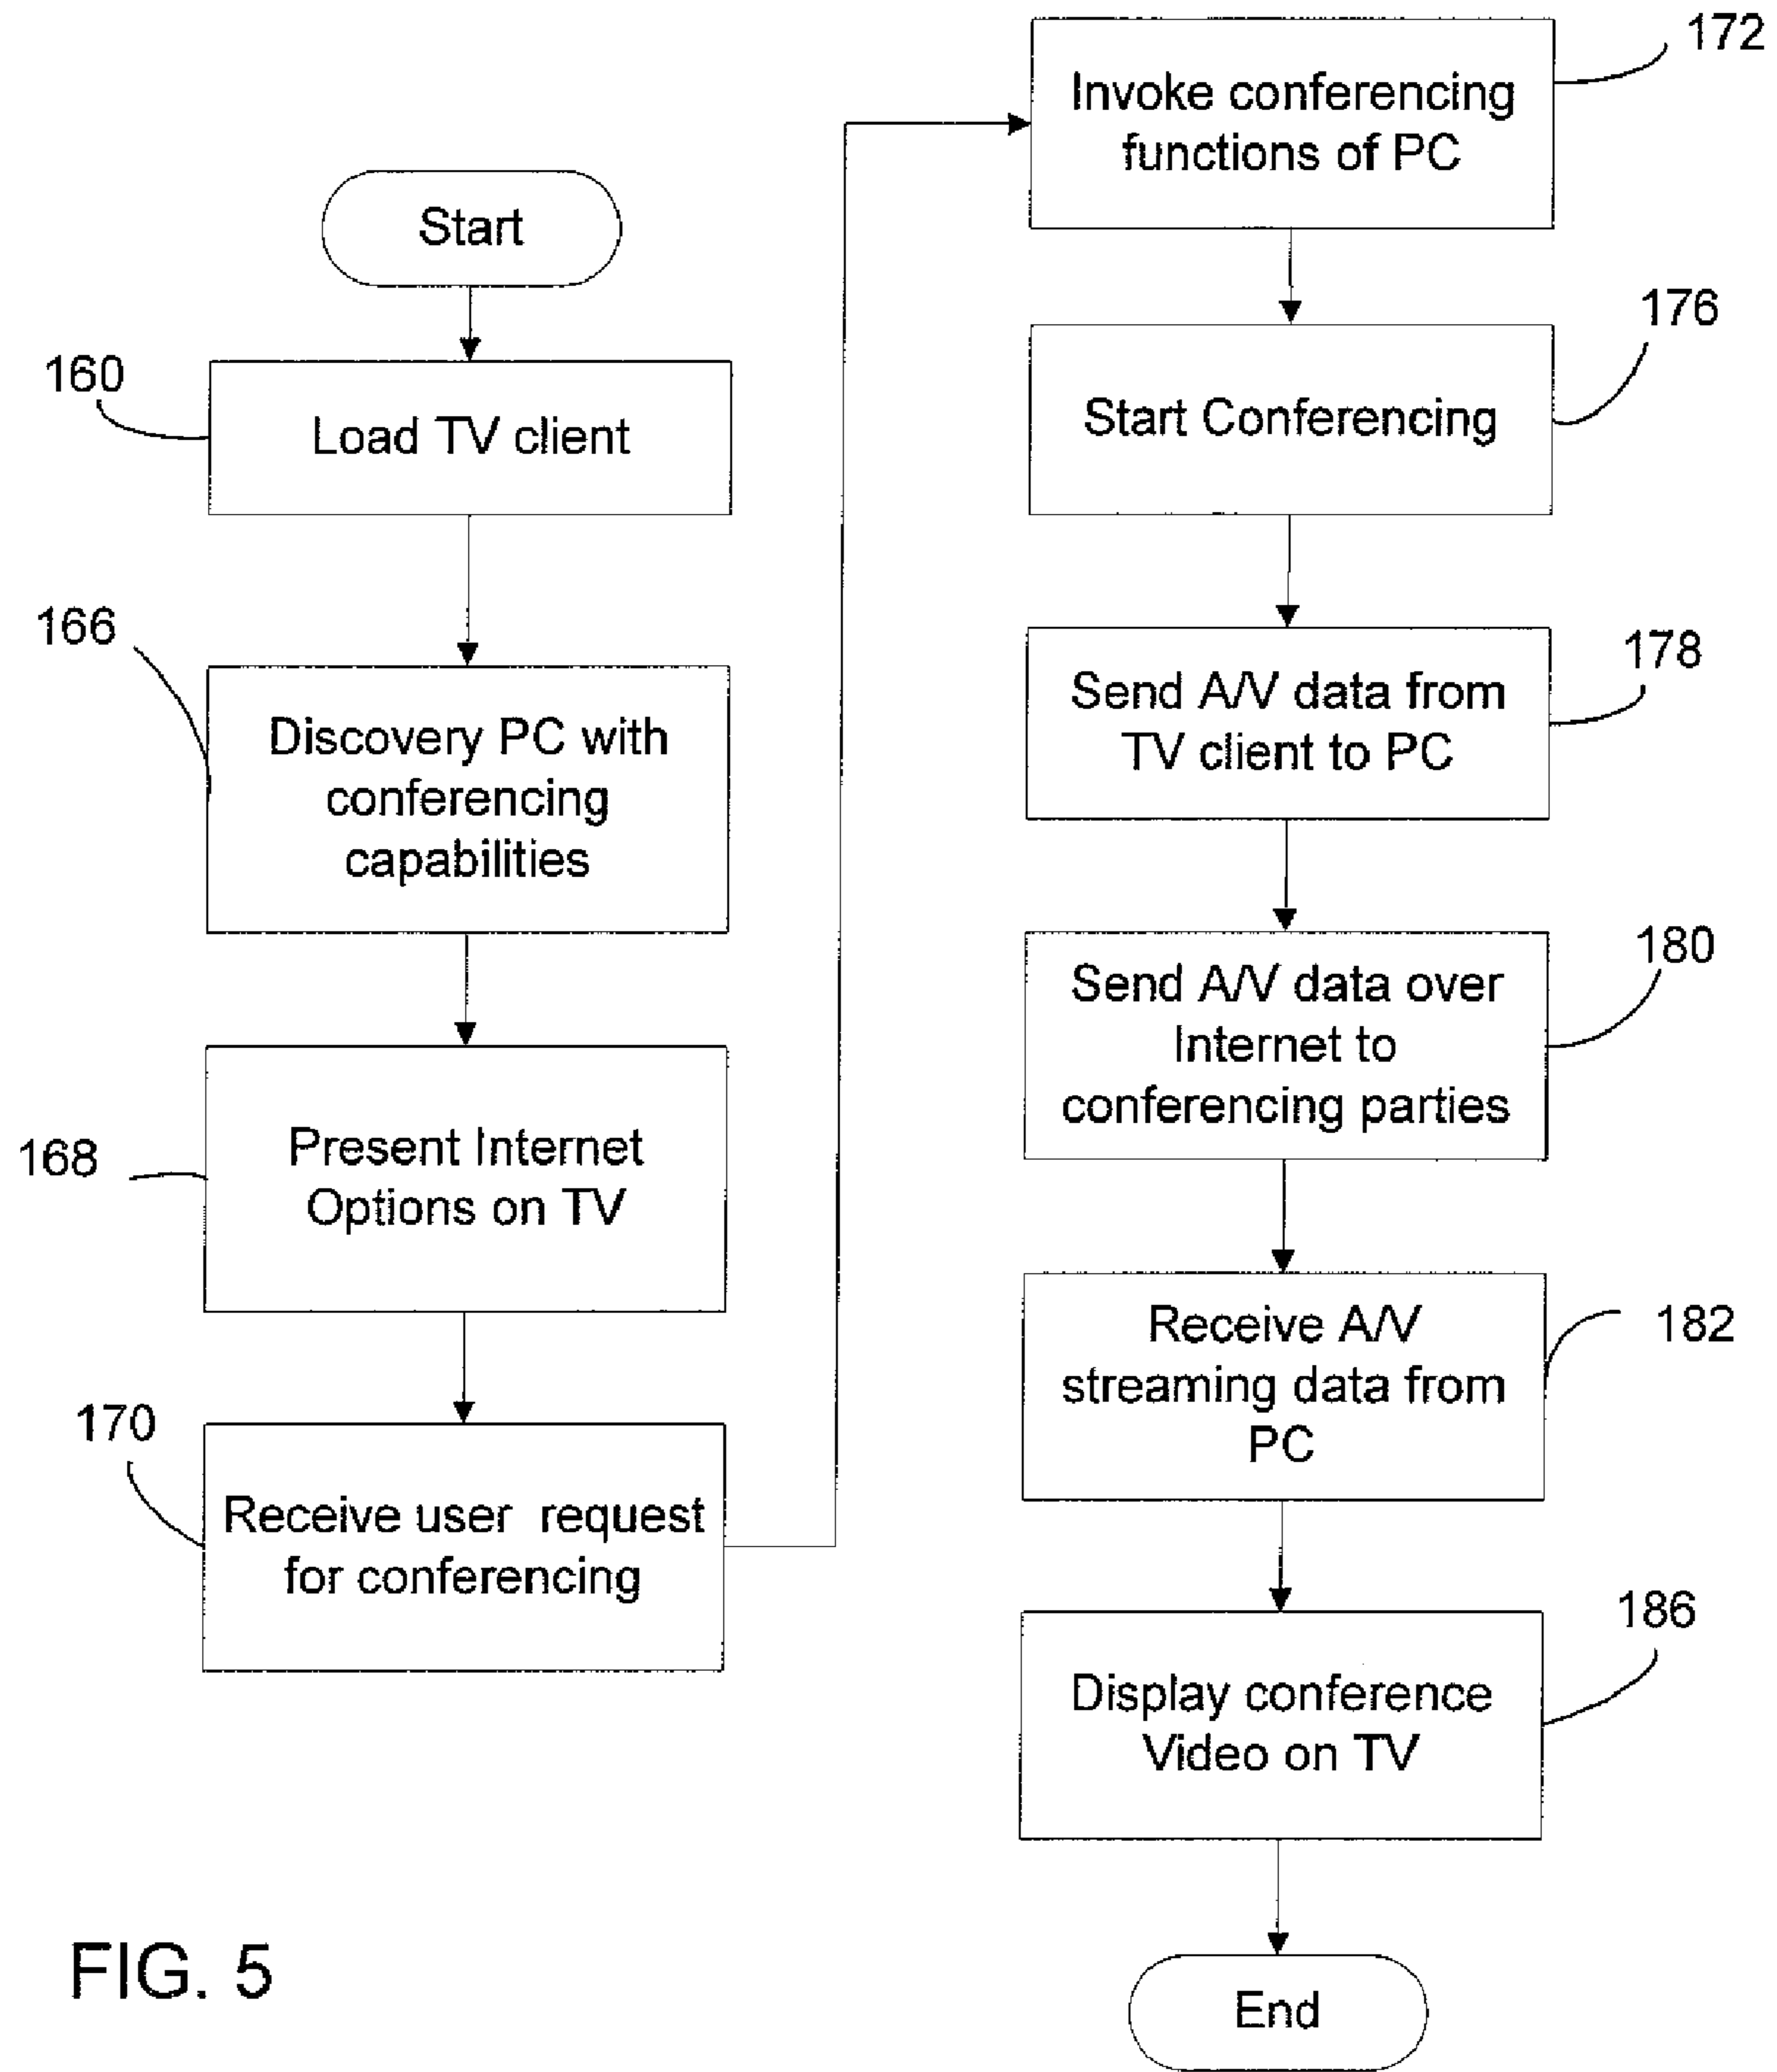 Start
160
Load TV client
166
Discovery PC with
conferencing
capabilities
168
Present Internet
Options on TV
170
Receive user request
for conferencing
172
Invoke conferencing
functions of PC
176
Start Conferencing
178
Send A/V data from
TV client to PC
180
Send A/V data over
Internet to
conferencing parties
182
Receive A/V
streaming data from
PC
186
Display conference
Video on TV
End
FIG. 5